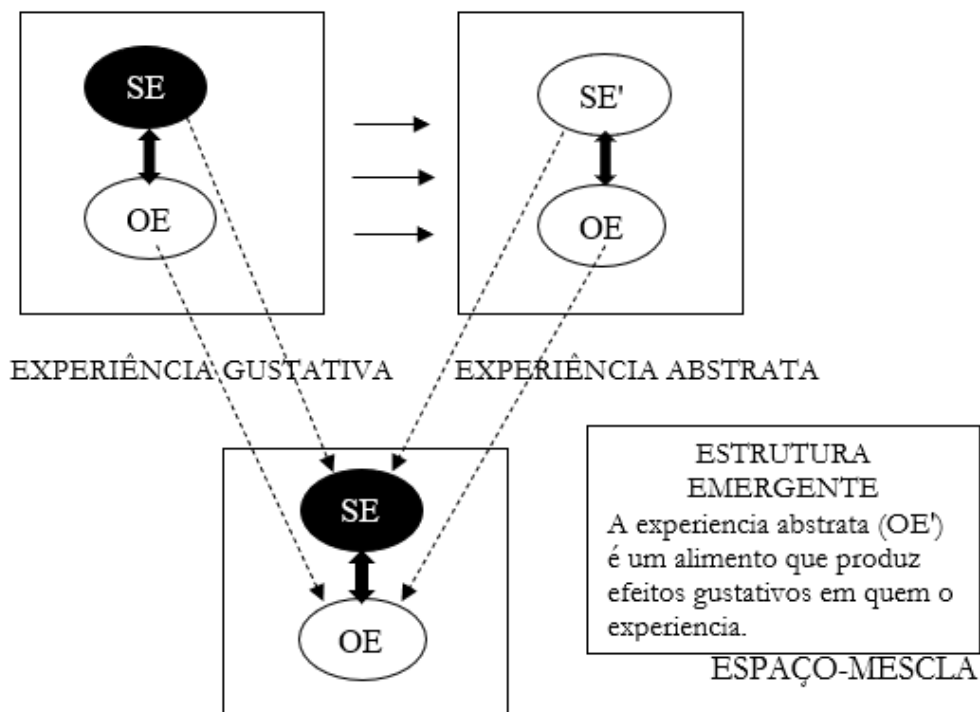 SE
OE
SE'
OE
EXPERIÊNCIA GUSTATIVA
EXPERIÊNCIA ABSTRATA
SE
OE
ESTRUTURA
EMERGENTE
A experiencia abstrata (OE')
é um alimento que produz
efeitos gustativos em quem o
experiencia.
ESPAÇO-MESCLA